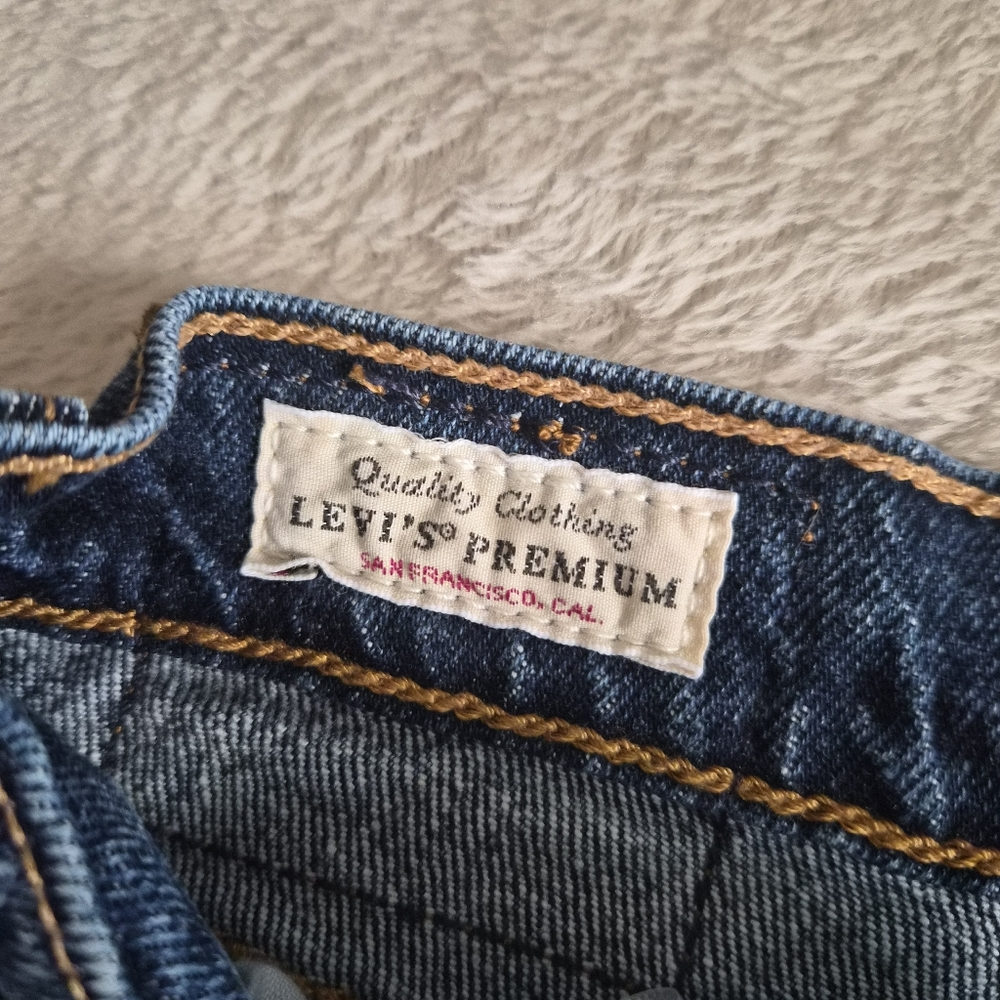 Quality Clothing
LEVI'S® PREMIUM
SAN FRANCISCO, CAL.